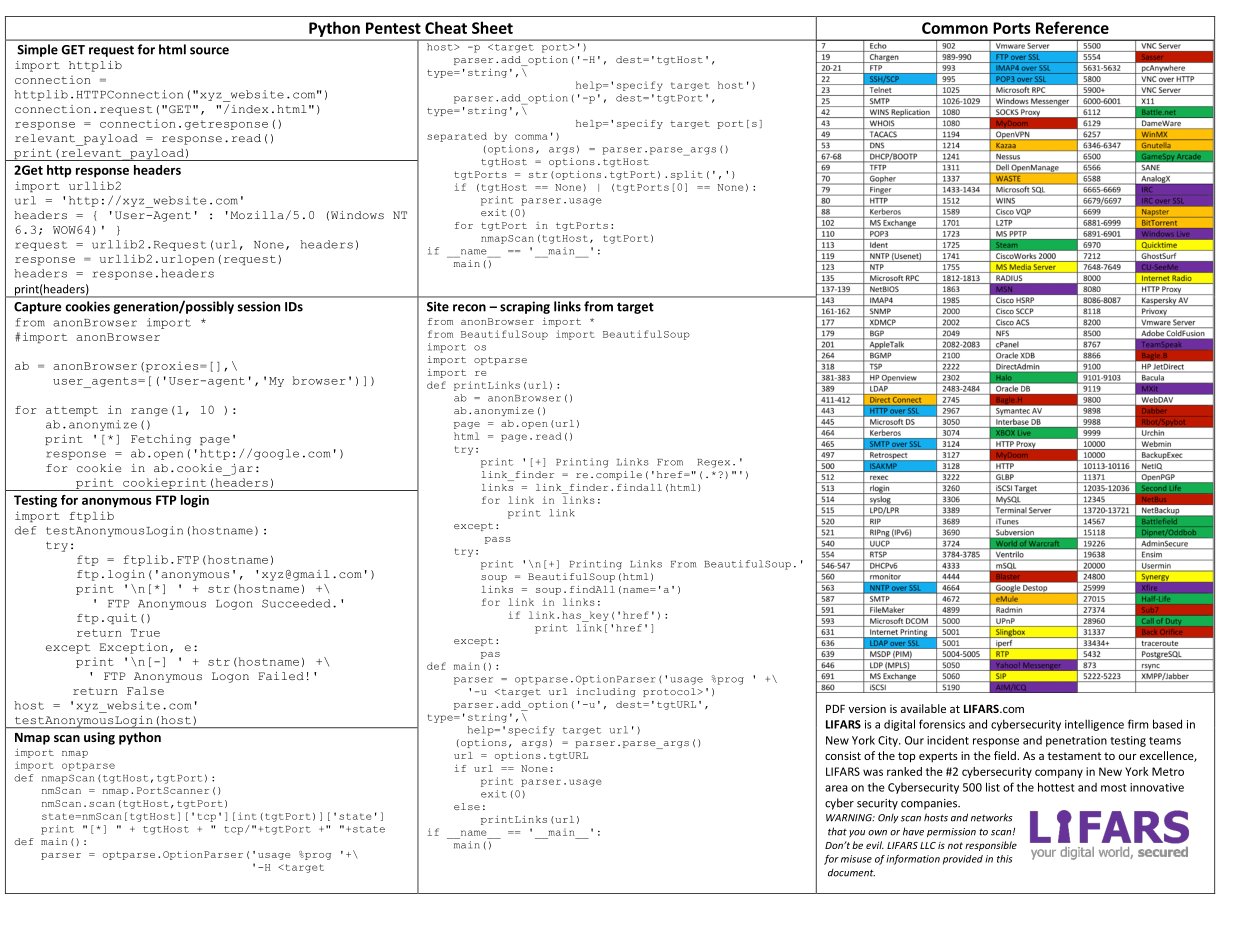 Python Pentest Cheat Sheet
Simple GET request for html source
import httplib
connection =
httplib.HTTPConnection("xyz_website.com")
connection.request("GET", "/index.html")
response = connection.getresponse()
relevant_payload = response.read()
print(relevant_payload)
2Get http response headers
import urllib2
url = 'http://xyz_website.com'
headers = { 'User-Agent' : 'Mozilla/5.0 (Windows NT
6.3; WOW64)' }
request = urllib2.Request(url, None, headers)
response = urllib2.urlopen(request)
headers = response.headers
print(headers)
Capture cookies generation/possibly session IDs
from anonBrowser import *
#import anonBrowser
ab = anonBrowser(proxies=[],\
user_agents=[('User-agent','My browser')])
for attempt in range(1, 10 ):
ab.anonymize()
print '[*] Fetching page'
response = ab.open('http://google.com')
for cookie in ab.cookie_jar:
print cookieprint(headers)
Testing for anonymous FTP login
import ftplib
def testAnonymousLogin(hostname):
try:
ftp = ftplib.FTP(hostname)
ftp.login('anonymous', 'xyz@gmail.com')
print '\n[*] ' + str(hostname) +\
' FTP Anonymous Logon Succeeded.'
ftp.quit()
return True
except Exception, e:
print '\n[-] ' + str(hostname) +\
' FTP Anonymous Logon Failed!'
return False
host = 'xyz_website.com'
testAnonymousLogin(host)
Nmap scan using python
import nmap
import optparse
def nmapScan(tgtHost,tgtPort):
nmScan = nmap.PortScanner()
nmScan.scan(tgtHost,tgtPort)
state=nmScan[tgtHost]['tcp'][int(tgtPort)]['state']
print "[*] " + tgtHost + " tcp/"+tgtPort +" "+state
def main():
parser = optparse.OptionParser('usage %prog '+\
'-H <target
host> -p <target port>')
parser.add_option('-H', dest='tgtHost',
type='string',\
help='specify target host')
parser.add_option('-p', dest='tgtPort',
type='string',\
help='specify target port[s]
separated by comma')
(options, args) = parser.parse_args()
tgtHost = options.tgtHost
tgtPorts = str(options.tgtPort).split(',')
if (tgtHost == None) | (tgtPorts[0] == None):
print parser.usage
exit(0)
for tgtPort in tgtPorts:
nmapScan(tgtHost, tgtPort)
if __name__ == '__main__':
main()
Site recon – scraping links from target
from anonBrowser import *
from BeautifulSoup import BeautifulSoup
import os
import optparse
import re
def printLinks(url):
ab = anonBrowser()
ab.anonymize()
page = ab.open(url)
html = page.read()
try:
print '[+] Printing Links From  Regex.'
link_finder = re.compile('href="(.*?)"')
links = link_finder.findall(html)
for link in links:
print link
except:
pass
try:
print '\n[+] Printing Links From BeautifulSoup.'
soup = BeautifulSoup(html)
links = soup.findAll(name='a')
for link in links:
if link.has_key('href'):
print link['href']
except:
pas
def main():
parser = optparse.OptionParser('usage %prog ' +\
'-u <target url including protocol>')
parser.add_option('-u', dest='tgtURL',
type='string',\
help='specify target url')
(options, args) = parser.parse_args()
url = options.tgtURL
if url == None:
print parser.usage
exit(0)
else:
printLinks(url)
if __name__ == '__main__':
main()
Common Ports Reference
7 Echo 902 Vmware Server 5500 VNC Server
19 Chargen 989-990 FTP over SSL 5554 Sasser
20-21 FTP 993 IMAP4 over SSL 5631-5632 pcAnywhere
22 SSH/SCP 995 POP3 over SSL 5800 VNC over HTTP
23 Telnet 1025 Microsoft RPC 5900+ VNC Server
25 SMTP 1026-1029 Windows Messenger 6000-6001 X11
42 WINS Replication 1080 SOCKS Proxy 6112 Battle.net
43 WHOIS 1080 MyDoom 6129 DameWare
49 TACACS 1194 OpenVPN 6257 WinMX
53 DNS 1214 Kazaa 6346-6347 Gnutella
67-68 DHCP/BOOTP 1241 Nessus 6500 GameSpy Arcade
69 TFTP 1311 Dell OpenManage 6566 SANE
70 Gopher 1337 WASTE 6588 AnalogX
79 Finger 1433-1434 Microsoft SQL 6665-6669 IRC
80 HTTP 1512 WINS 6679/6697 IRC over SSL
88 Kerberos 1589 Cisco VQP 6699 Napster
102 MS Exchange 1701 L2TP 6881-6999 BitTorrent
110 POP3 1723 MS PPTP 6891-6901 Windows Live
113 Ident 1725 Steam 6970 Quicktime
119 NNTP (Usenet) 1741 CiscoWorks 2000 7212 GhostSurf
123 NTP 1755 MS Media Server 7648-7649 CU-SeeMe
135 Microsoft RPC 1812-1813 RADIUS 8000 Internet Radio
137-139 NetBIOS 1863 MSN 8080 HTTP Proxy
143 IMAP4 1985 Cisco HSRP 8086-8087 Kaspersky AV
161-162 SNMP 2000 Cisco SCCP 8118 Privoxy
177 XDMCP 2002 Cisco ACS 8200 Vmware Server
179 BGP 2049 NFS 8500 Adobe ColdFusion
201 AppleTalk 2082-2083 cPanel 8767 TeamSpeak
264 BGMP 2100 Oracle XDB 8866 Bagle.B
318 TSP 2222 DirectAdmin 9100 HP JetDirect
381-383 HP Openview 2302 Halo 9101-9103 Bacula
389 LDAP 2483-2484 Oracle DB 9119 MXit
411-412 Direct Connect 2745 Bagle.H 9800 WebDAV
443 HTTP over SSL 2967 Symantec AV 9898 Dabber
445 Microsoft DS 3050 Interbase DB 9988 Rbot/Spybot
464 Kerberos 3074 XBOX Live 9999 Urchin
465 SMTP over SSL 3124 HTTP Proxy 10000 Webmin
497 Retrospect 3127 MyDoom 10000 BackupExec
500 ISAKMP 3128 HTTP 10113-10116 NetIQ
512 rexec 3222 GLBP 11371 OpenPGP
513 rlogin 3260 iSCSI Target 12035-12036 Second Life
514 syslog 3306 MySQL 12345 NetBus
515 LPD/LPR 3389 Terminal Server 13720-13721 NetBackup
520 RIP 3689 iTunes 14567 Battlefield
521 RIPng (IPv6) 3690 Subversion 15118 Dipnet/Oddbob
540 UUCP 3724 World of Warcraft 19226 AdminSecure
554 RTSP 3784-3785 Ventrilo 19638 Ensim
546-547 DHCPv6 4333 mSQL 20000 Usermin
560 rmonitor 4444 Blaster 24800 Synergy
563 NNTP over SSL 4664 Google Destop 25999 Xfire
587 SMTP 4672 eMule 27015 Half-Life
591 FileMaker 4899 Radmin 27374 Sub7
593 Microsoft DCOM 5000 UPnP 28960 Call of Duty
631 Internet Printing 5001 Slingbox 31337 Back Orifice
636 LDAP over SSL 5001 iperf 33434+ traceroute
639 MSDP (PIM) 5004-5005 RTP 5432 PostgreSQL
646 LDP (MPLS) 5050 Yahoo! Messenger 873 rsync
691 MS Exchange 5060 SIP 5222-5223 XMPP/Jabber
860 iSCSI 5190 AIM/ICQ
PDF version is available at LIFARS.com
LIFARS is a digital forensics and cybersecurity intelligence firm based in
New York City. Our incident response and penetration testing teams
consist of the top experts in the field. As a testament to our excellence,
LIFARS was ranked the #2 cybersecurity company in New York Metro
area on the Cybersecurity 500 list of the hottest and most innovative
cyber security companies.
WARNING: Only scan hosts and networks
that you own or have permission to scan!
Don't be evil. LIFARS LLC is not responsible
for misuse of information provided in this
document.
LIFARS
your digital world, secured